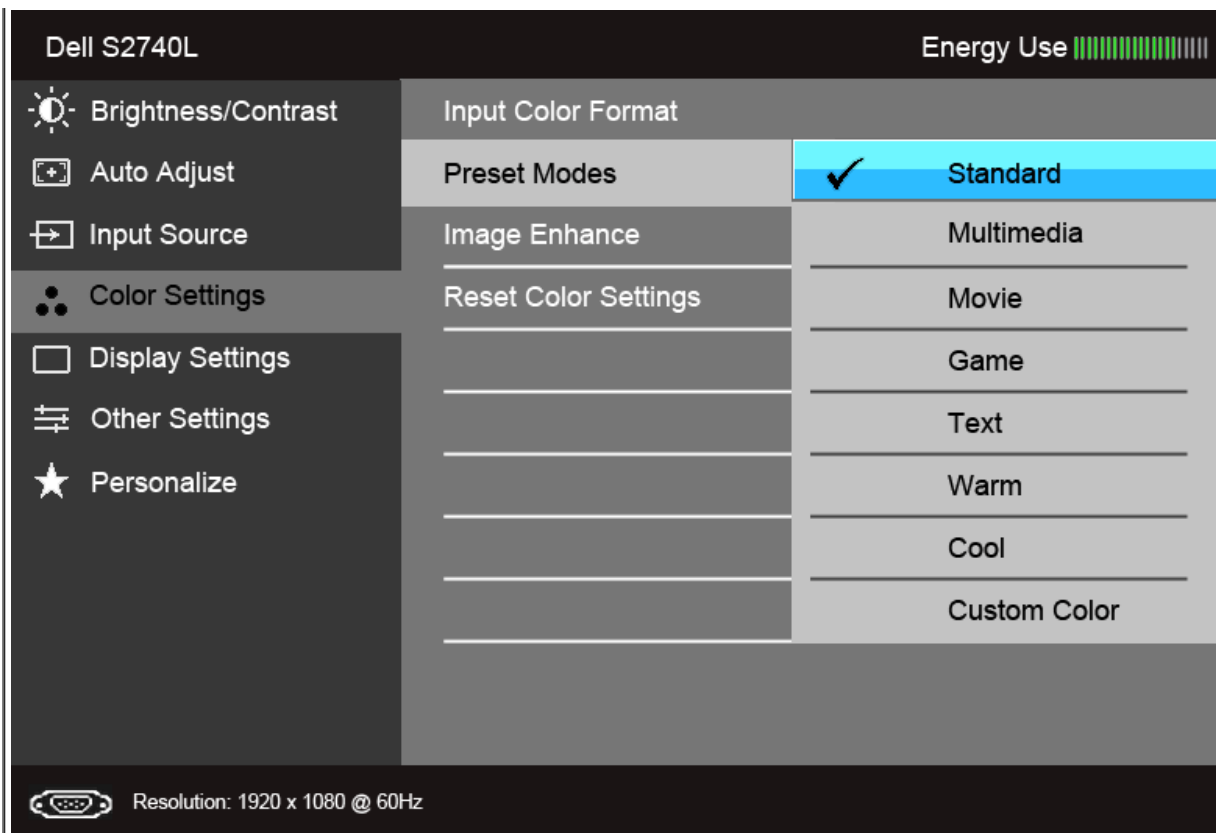 Dell S2740L
Energy Use
Brightness/Contrast
Auto Adjust
Input Source
Color Settings
Display Settings
Other Settings
Personalize
Input Color Format
Preset Modes
Image Enhance
Reset Color Settings
Standard
Multimedia
Movie
Game
Text
Warm
Cool
Custom Color
Resolution: 1920 x 1080 @ 60Hz